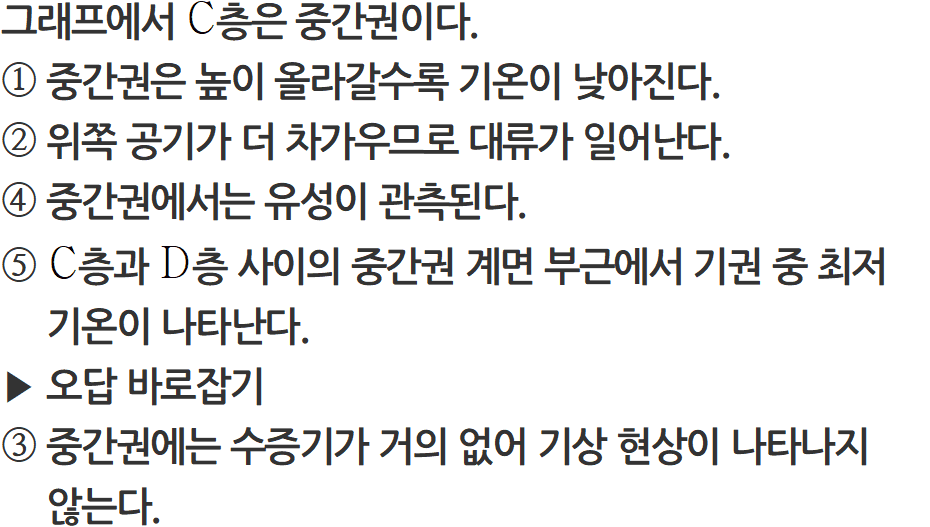 그래프에서 C층은 중간권이다.
① 중간권은 높이 올라갈수록 기온이 낮아진다.
② 위쪽 공기가 더 차가우므로 대류가 일어난다.
④ 중간권에서는 유성이 관측된다.
⑤ C층과 D층 사이의 중간권 계면 부근에서 기권 중 최저
기온이 나타난다.
▶ 오답 바로잡기
③ 중간권에는 수증기가 거의 없어 기상 현상이 나타나지
않는다.